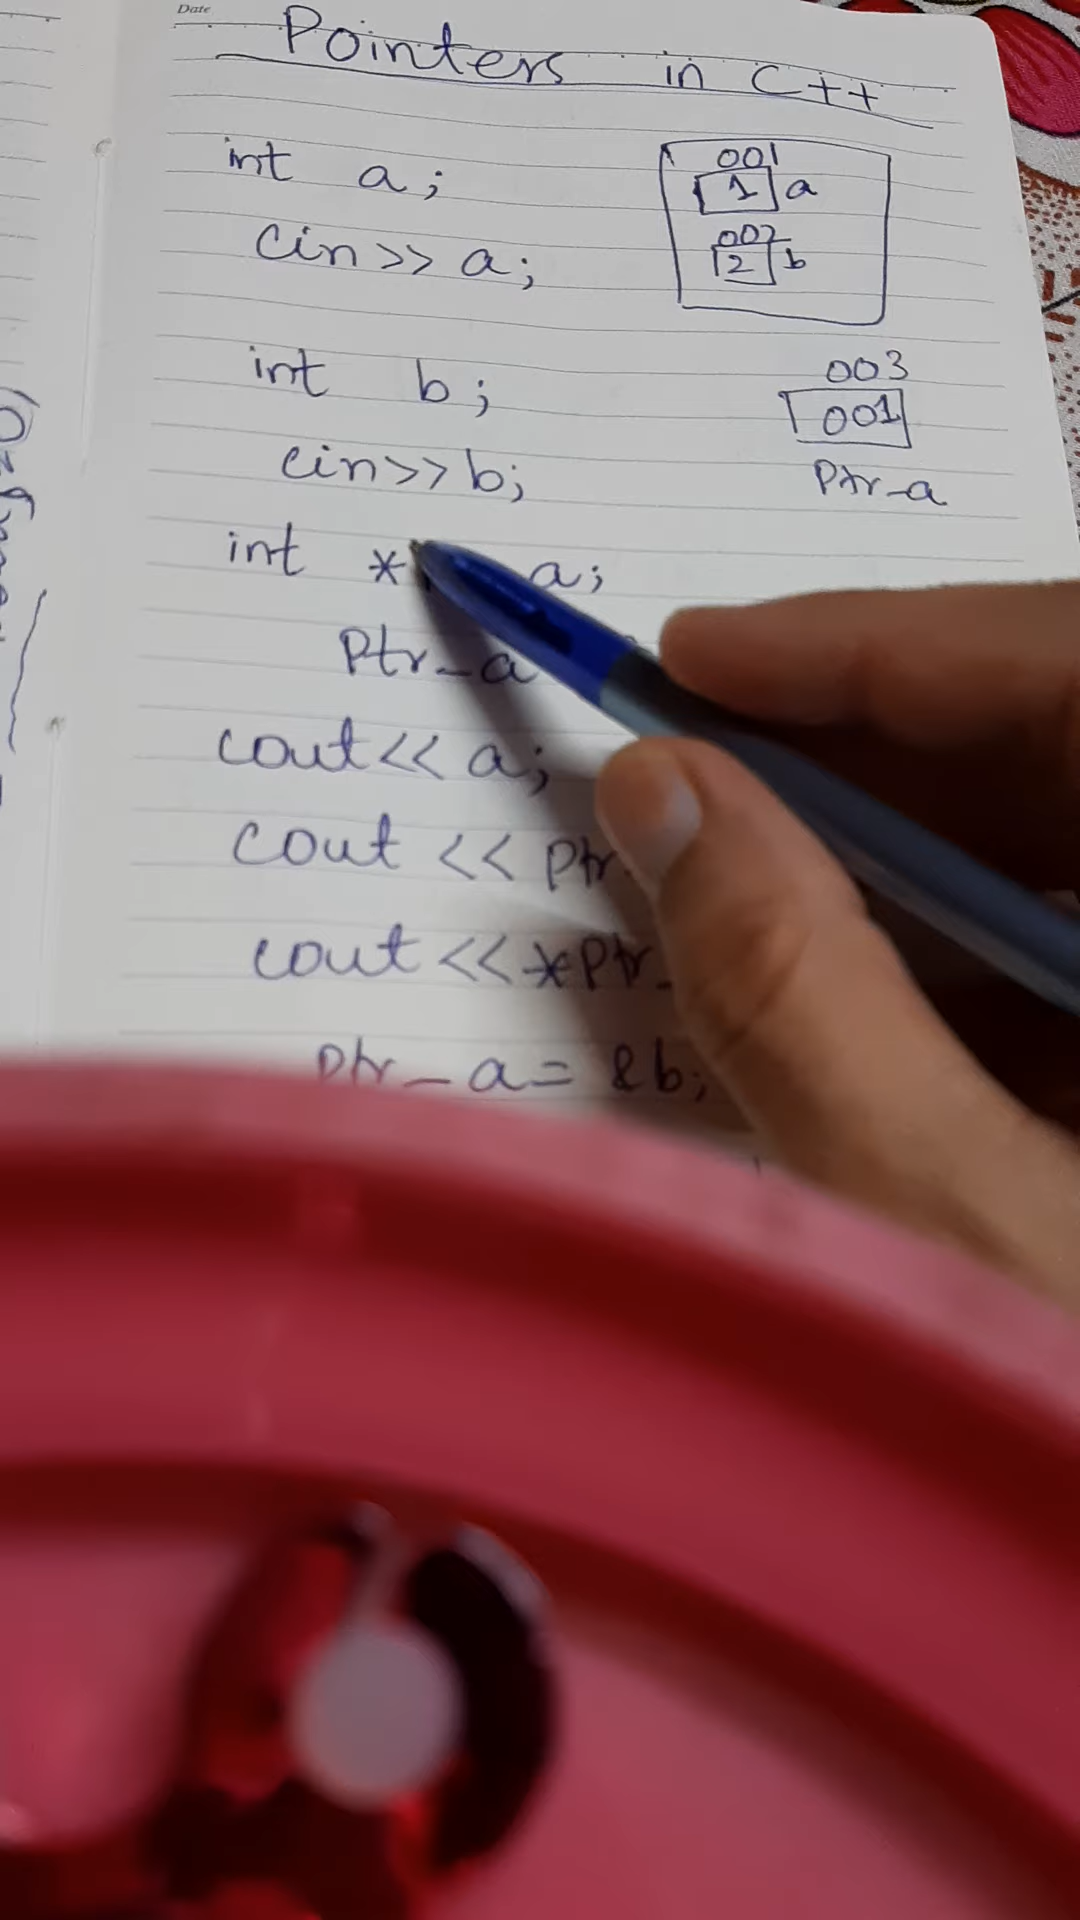 Date
Pointers in C++
int a;
001
1 a
cin>>a;
002
2 b
int b;
003
001
cin>>b;
Ptr_a
int * a;
Ptr_a
cout<< a;
cout << Ptr
cout <<*Ptr_
Ptr_a= &b;